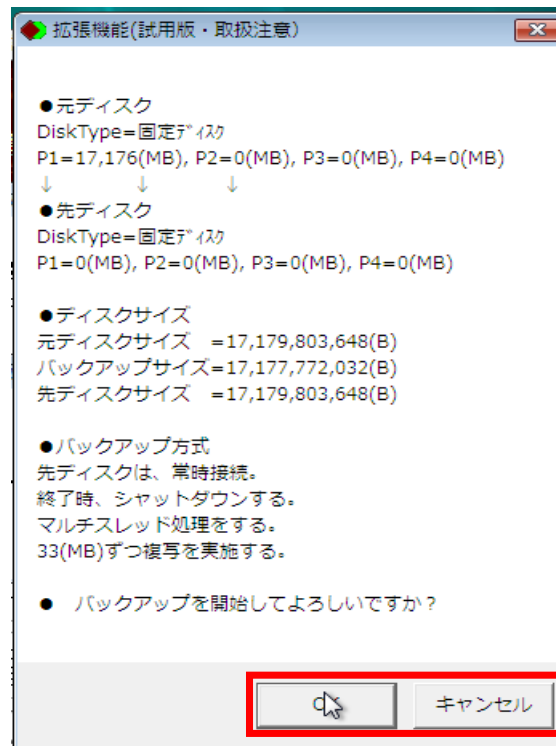 拡張機能(試用版・取扱注意)
●元ディスク
DiskType=固定ﾃﾞｨｽｸ
P1=17,176(MB), P2=0(MB), P3=0(MB), P4=0(MB)
↓ ↓ ↓
●先ディスク
DiskType=固定ﾃﾞｨｽｸ
P1=0(MB), P2=0(MB), P3=0(MB), P4=0(MB)
●ディスクサイズ
元ディスクサイズ =17,179,803,648(B)
バックアップサイズ=17,177,772,032(B)
先ディスクサイズ =17,179,803,648(B)
●バックアップ方式
先ディスクは、常時接続。
終了時、シャットダウンする。
マルチスレッド処理をする。
33(MB)ずつ複写を実施する。
● バックアップを開始してよろしいですか？
キャンセル